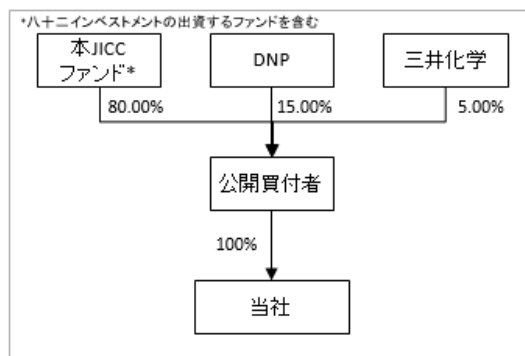 *八十二インベストメントの出資するファンドを含む
本JICC
ファンド*
DNP
三井化学
80.00%
15.00%
5.00%
公開買付者
100%
当社